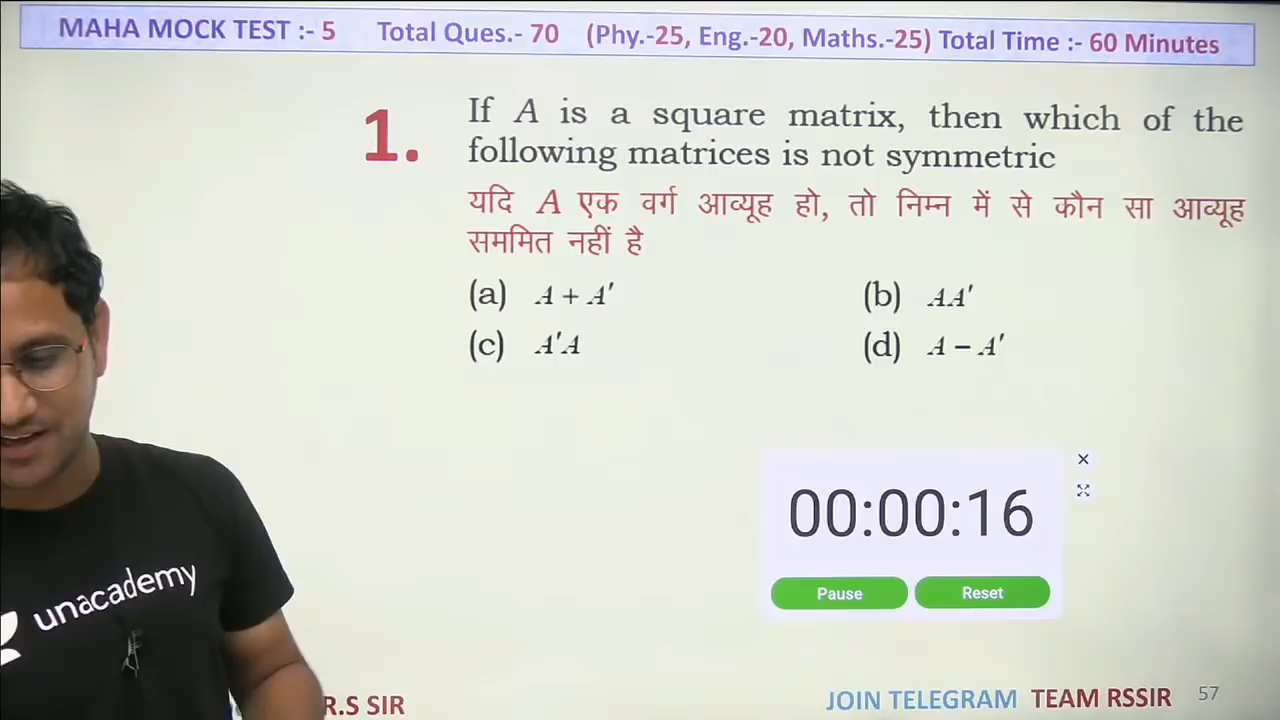 MAHA MOCK TEST :- 5 Total Ques.- 70 (Phy.-25, Eng.-20, Maths.-25) Total Time :- 60 Minutes
1. If A is a square matrix, then which of the
following matrices is not symmetric
यदि A एक वर्ग आव्यूह हो, तो निम्न में से कौन सा आव्यूह
सममित नहीं है
(a) A + A′ (b) AA′
(c) A′A (d) A − A′
00:00:16
Pause Reset
unacademy
R.S SIR JOIN TELEGRAM TEAM RSSIR 57